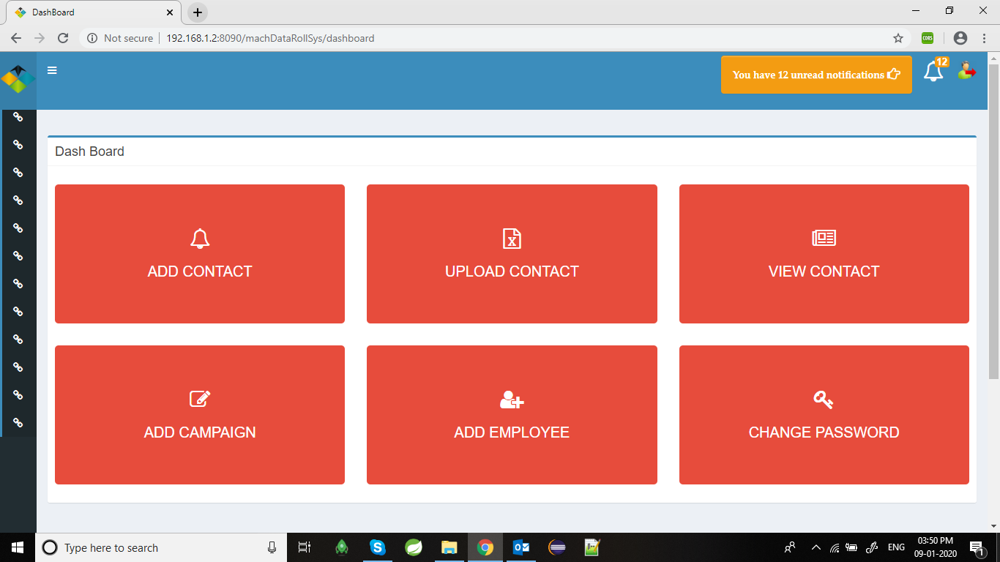 DashBoard
Not secure
192.168.1.2:8090/machDataRollSys/dashboard
CORS
You have 12 unread notifications
12
Dash Board
ADD CONTACT
UPLOAD CONTACT
VIEW CONTACT
ADD CAMPAIGN
ADD EMPLOYEE
CHANGE PASSWORD
Type here to search
ENG
03:50 PM
09-01-2020
1